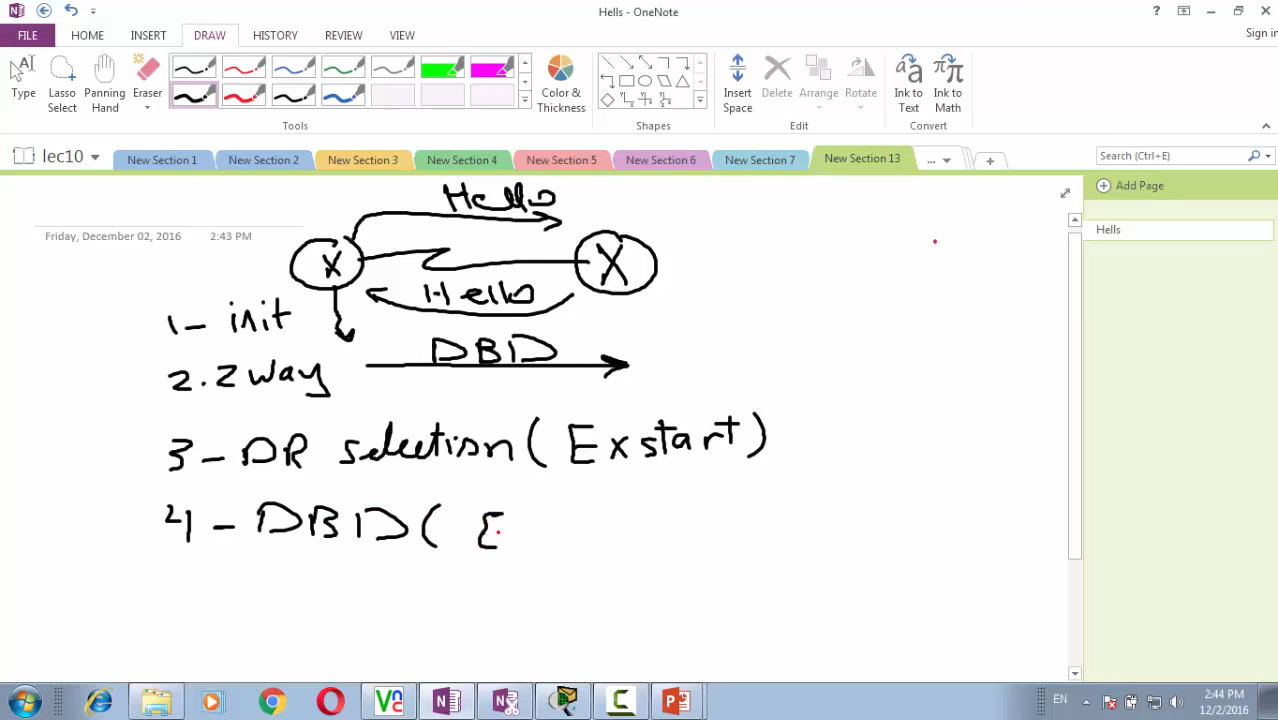 Hells - OneNote
Sign in
FILE HOME INSERT DRAW HISTORY REVIEW VIEW
Type
Lasso Select
Panning Hand
Eraser
Color & Thickness
Insert Space
Delete
Arrange
Rotate
Ink to Text
Ink to Math
Tools
Shapes
Edit
Convert
lec10 New Section 1 New Section 2 New Section 3 New Section 4 New Section 5 New Section 6 New Section 7 New Section 13 ... Search (Ctrl+E)
Add Page
Hells
Friday, December 02, 2016 2:43 PM
Hello
X X
Hello
1- init
DBD
2. 2 way
3- DR selection ( Exstart )
4- DBD ( E
EN
2:44 PM
12/2/2016